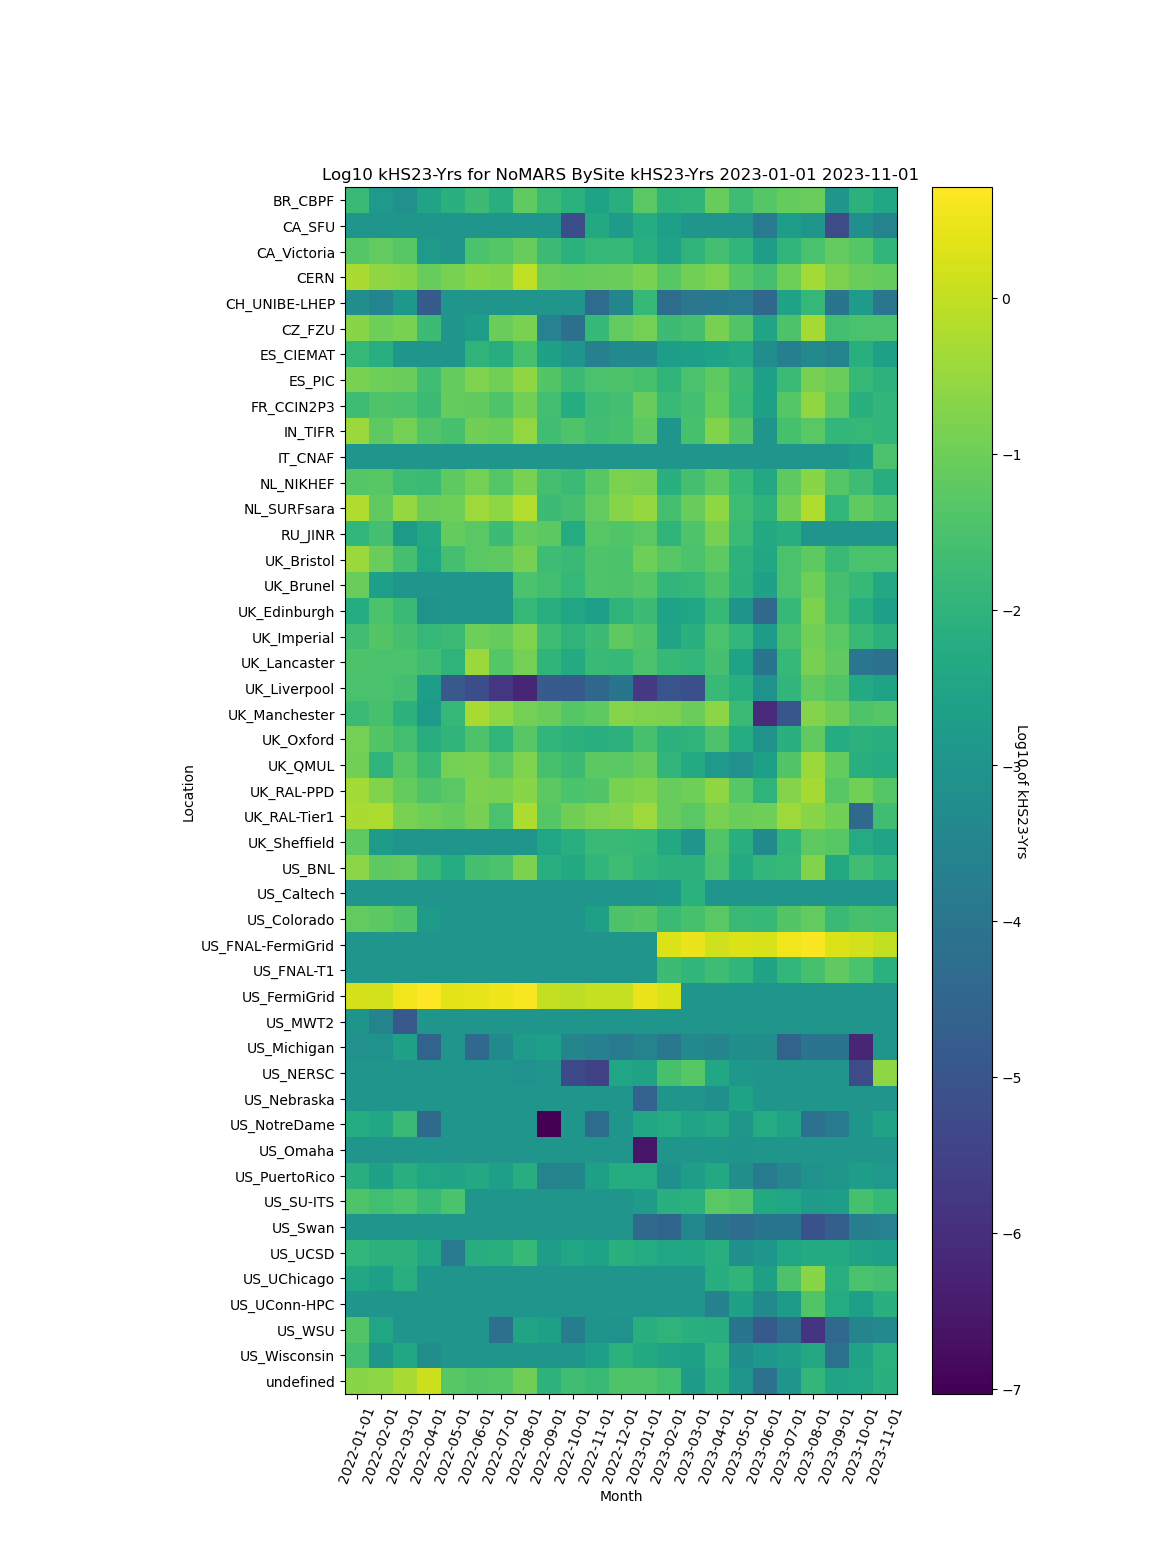 Log10 kHS23-Yrs for NoMARS BySite kHS23-Yrs 2023-01-01 2023-11-01
BR_CBPF
CA_SFU
CA_Victoria
CERN
CH_UNIBE-LHEP
CZ_FZU
ES_CIEMAT
ES_PIC
FR_CCIN2P3
IN_TIFR
IT_CNAF
NL_NIKHEF
NL_SURFsara
RU_JINR
UK_Bristol
UK_Brunel
UK_Edinburgh
UK_Imperial
UK_Lancaster
UK_Liverpool
UK_Manchester
UK_Oxford
UK_QMUL
UK_RAL-PPD
UK_RAL-Tier1
UK_Sheffield
US_BNL
US_Caltech
US_Colorado
US_FNAL-FermiGrid
US_FNAL-T1
US_FermiGrid
US_MWT2
US_Michigan
US_NERSC
US_Nebraska
US_NotreDame
US_Omaha
US_PuertoRico
US_SU-ITS
US_Swan
US_UCSD
US_UChicago
US_UConn-HPC
US_WSU
US_Wisconsin
undefined
Location
2022-01-01
2022-02-01
2022-03-01
2022-04-01
2022-05-01
2022-06-01
2022-07-01
2022-08-01
2022-09-01
2022-10-01
2022-11-01
2022-12-01
2023-01-01
2023-02-01
2023-03-01
2023-04-01
2023-05-01
2023-06-01
2023-07-01
2023-08-01
2023-09-01
2023-10-01
2023-11-01
Month
0
−1
−2
−3
−4
−5
−6
−7
Log10 of kHS23-Yrs